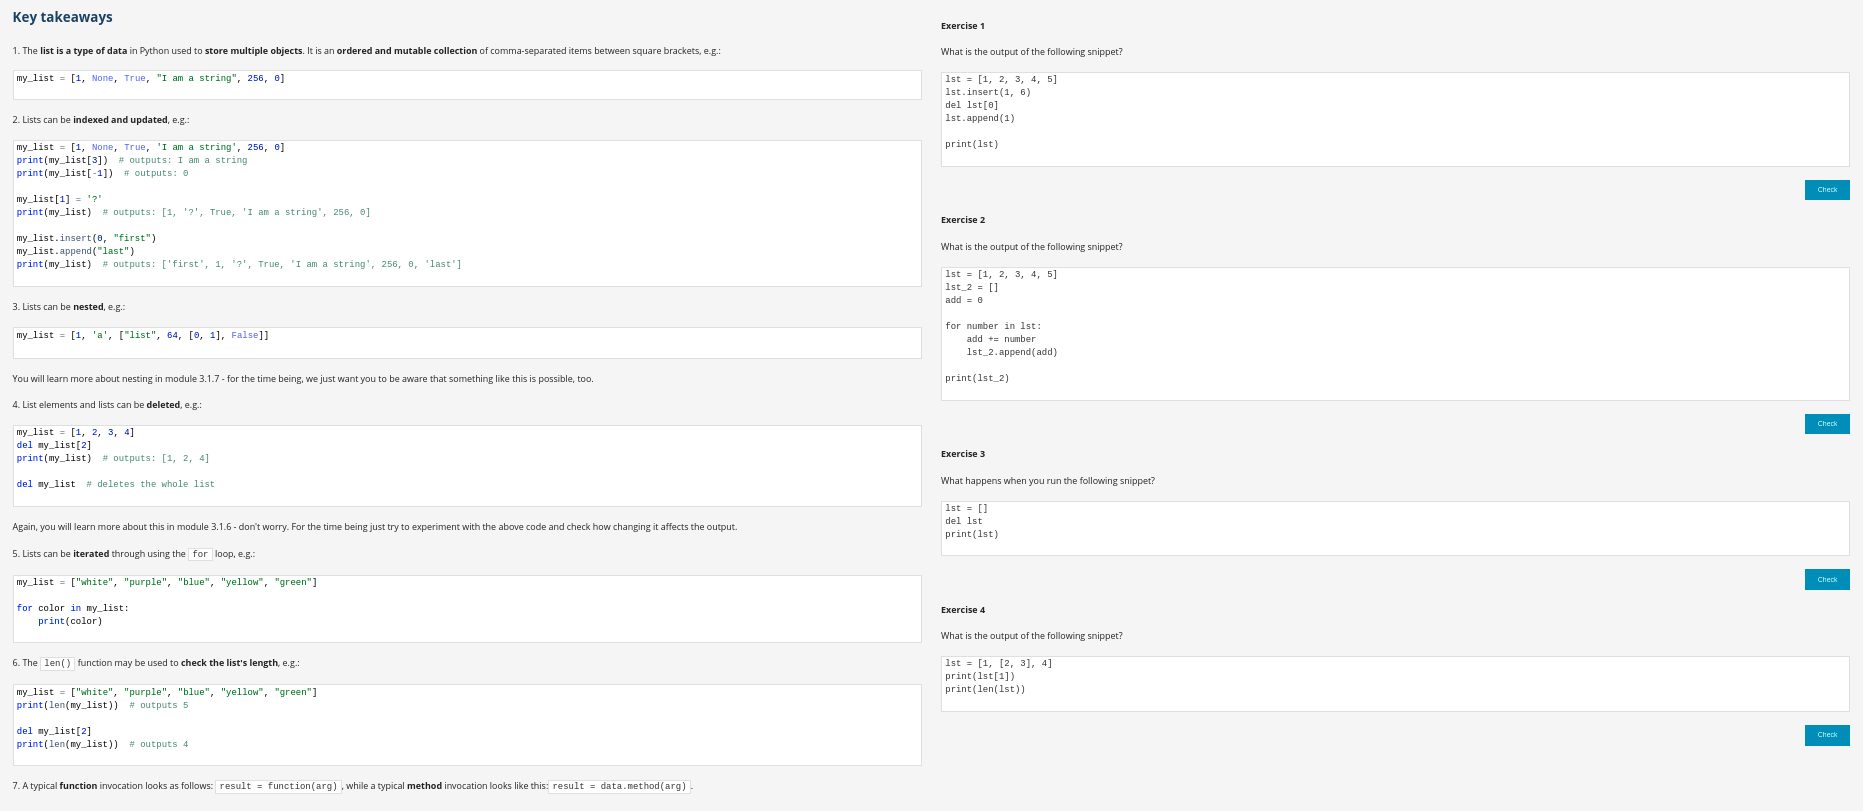 Key takeaways
1. The list is a type of data in Python used to store multiple objects. It is an ordered and mutable collection of comma-separated items between square brackets, e.g.:
my_list = [1, None, True, "I am a string", 256, 0]
2. Lists can be indexed and updated, e.g.:
my_list = [1, None, True, 'I am a string', 256, 0]
print(my_list[3])  # outputs: I am a string
print(my_list[-1])  # outputs: 0
my_list[1] = '?'
print(my_list)  # outputs: [1, '?', True, 'I am a string', 256, 0]
my_list.insert(0, "first")
my_list.append("last")
print(my_list)  # outputs: ['first', 1, '?', True, 'I am a string', 256, 0, 'last']
3. Lists can be nested, e.g.:
my_list = [1, 'a', ["list", 64, [0, 1], False]]
You will learn more about nesting in module 3.1.7 - for the time being, we just want you to be aware that something like this is possible, too.
4. List elements and lists can be deleted, e.g.:
my_list = [1, 2, 3, 4]
del my_list[2]
print(my_list)  # outputs: [1, 2, 4]
del my_list  # deletes the whole list
Again, you will learn more about this in module 3.1.6 - don't worry. For the time being just try to experiment with the above code and check how changing it affects the output.
5. Lists can be iterated through using the for loop, e.g.:
my_list = ["white", "purple", "blue", "yellow", "green"]
for color in my_list:
    print(color)
6. The len() function may be used to check the list's length, e.g.:
my_list = ["white", "purple", "blue", "yellow", "green"]
print(len(my_list))  # outputs 5
del my_list[2]
print(len(my_list))  # outputs 4
7. A typical function invocation looks as follows: result = function(arg), while a typical method invocation looks like this: result = data.method(arg).
Exercise 1
What is the output of the following snippet?
lst = [1, 2, 3, 4, 5]
lst.insert(1, 6)
del lst[0]
lst.append(1)
print(lst)
Check
Exercise 2
What is the output of the following snippet?
lst = [1, 2, 3, 4, 5]
lst_2 = []
add = 0
for number in lst:
    add += number
    lst_2.append(add)
print(lst_2)
Check
Exercise 3
What happens when you run the following snippet?
lst = []
del lst
print(lst)
Check
Exercise 4
What is the output of the following snippet?
lst = [1, [2, 3], 4]
print(lst[1])
print(len(lst))
Check